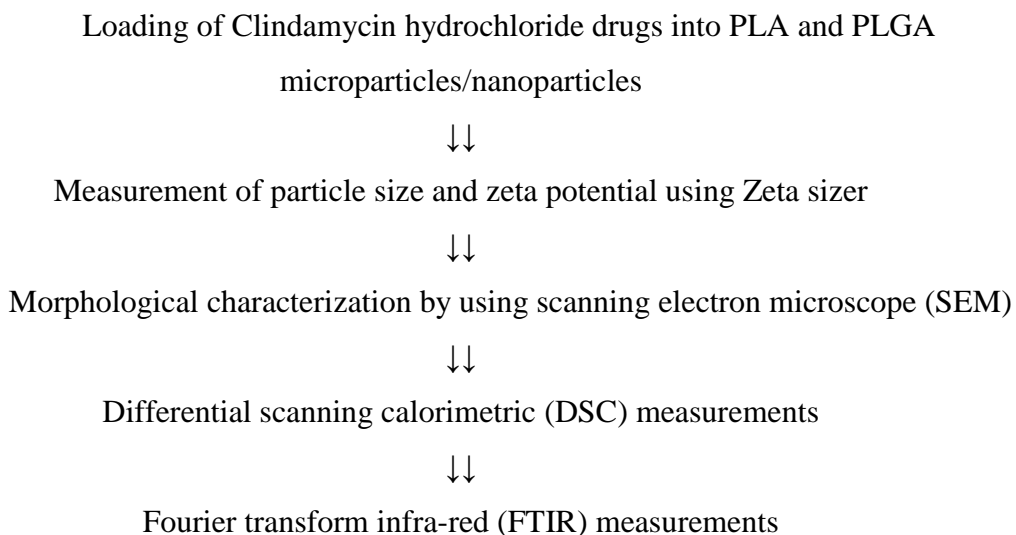 Loading of Clindamycin hydrochloride drugs into PLA and PLGA
microparticles/nanoparticles
↓↓
Measurement of particle size and zeta potential using Zeta sizer
↓↓
Morphological characterization by using scanning electron microscope (SEM)
↓↓
Differential scanning calorimetric (DSC) measurements
↓↓
Fourier transform infra-red (FTIR) measurements